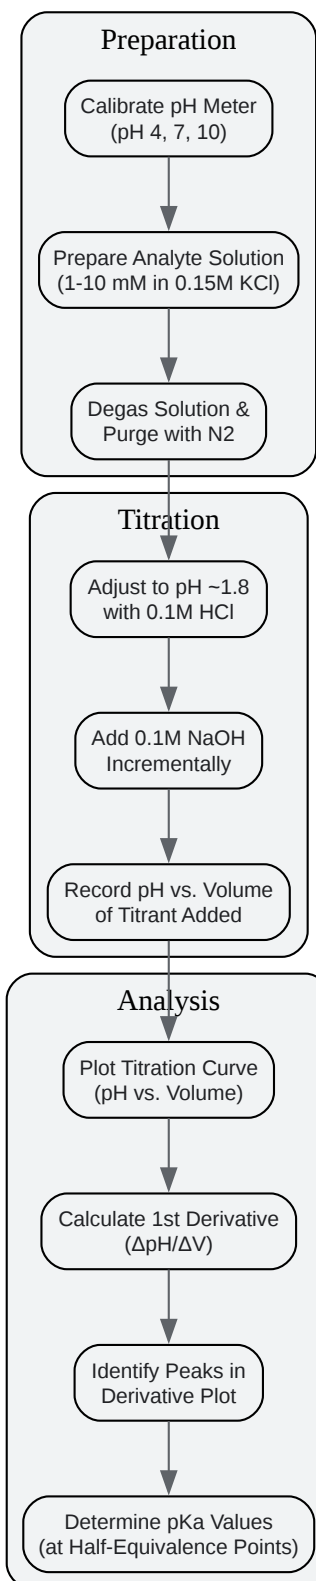 Preparation
Calibrate pH Meter
(pH 4, 7, 10)
Prepare Analyte Solution
(1-10 mM in 0.15M KCl)
Degas Solution &
Purge with N2
Titration
Adjust to pH ~1.8
with 0.1M HCl
Add 0.1M NaOH
Incrementally
Record pH vs. Volume
of Titrant Added
Analysis
Plot Titration Curve
(pH vs. Volume)
Calculate 1st Derivative
(ΔpH/ΔV)
Identify Peaks in
Derivative Plot
Determine pKa Values
(at Half-Equivalence Points)